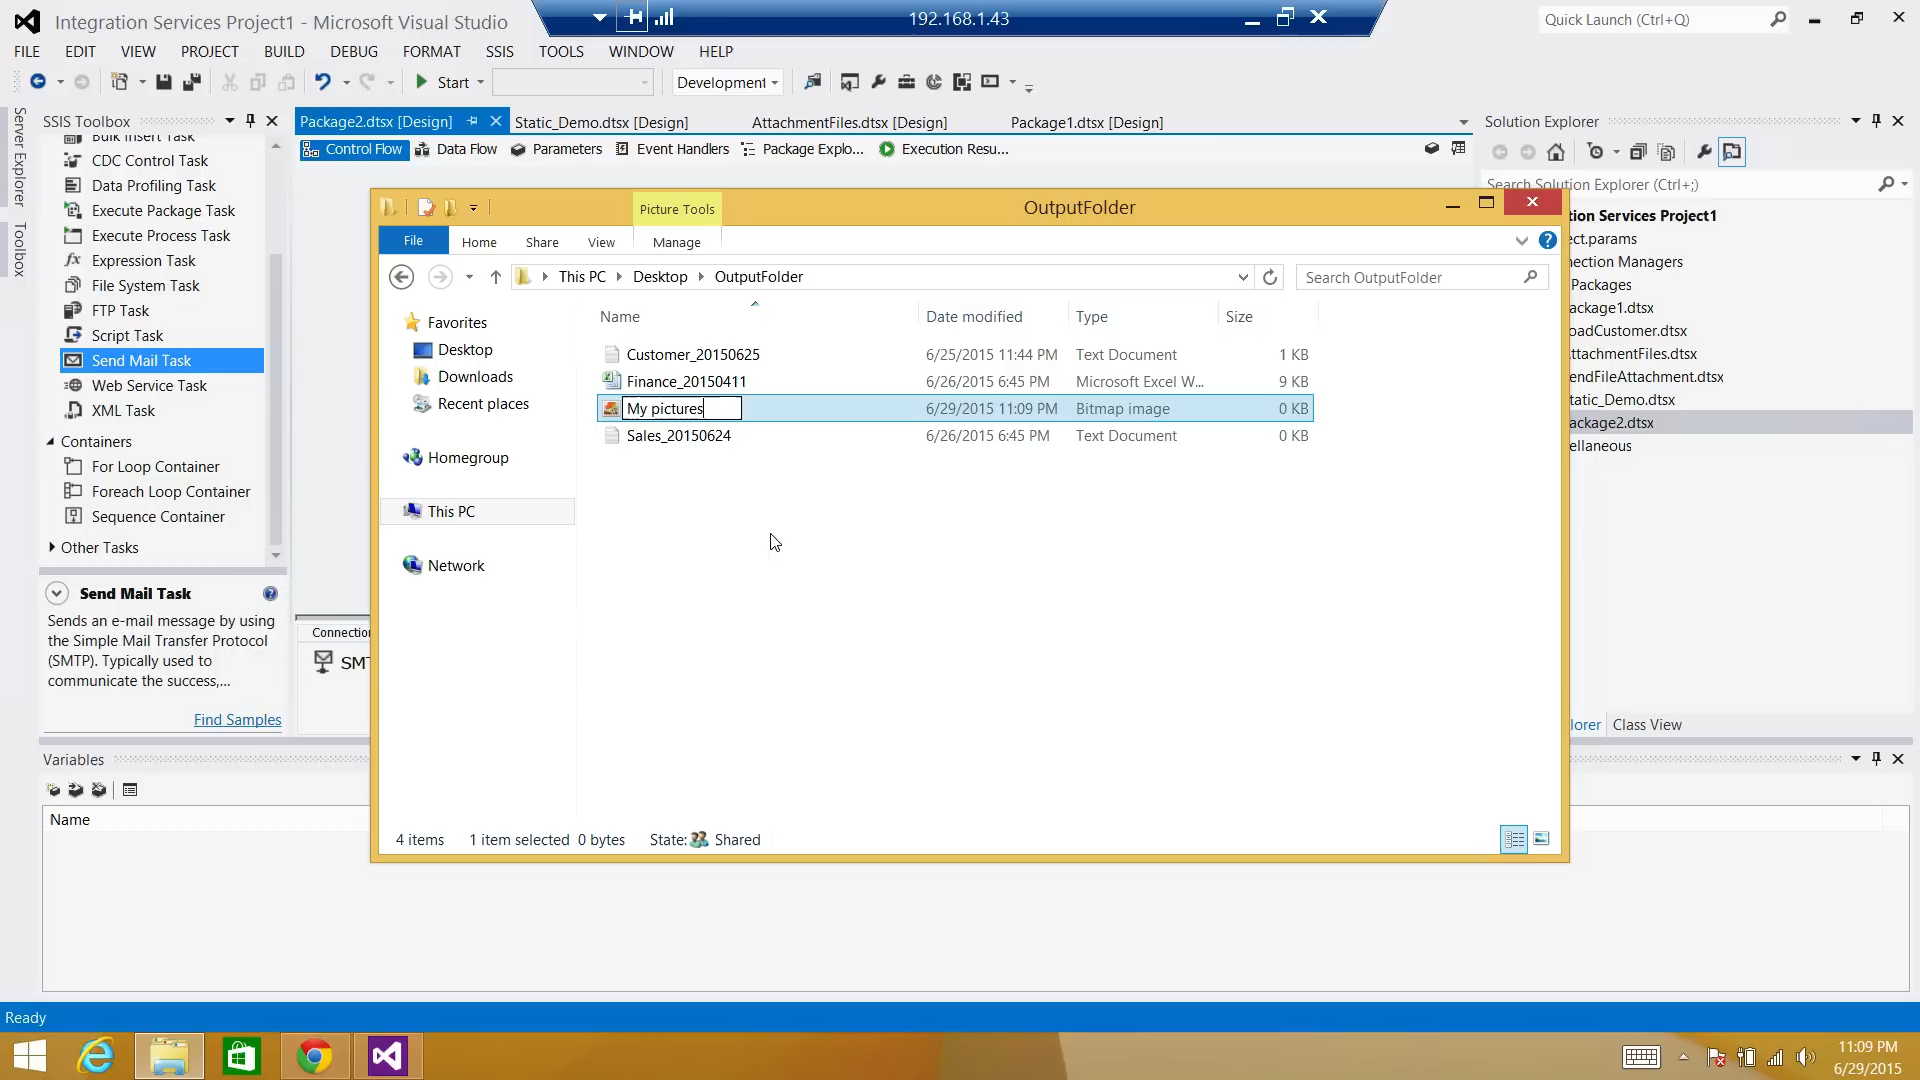 Integration Services Project1 - Microsoft Visual Studio
192.168.1.43
Quick Launch (Ctrl+Q)
FILE EDIT VIEW PROJECT BUILD DEBUG FORMAT SSIS TOOLS WINDOW HELP
Start
Development
Server Explorer
Toolbox
SSIS Toolbox
Bulk Insert Task
CDC Control Task
Data Profiling Task
Execute Package Task
Execute Process Task
Expression Task
File System Task
FTP Task
Script Task
Send Mail Task
Web Service Task
XML Task
Containers
For Loop Container
Foreach Loop Container
Sequence Container
Other Tasks
Send Mail Task
Sends an e-mail message by using
the Simple Mail Transfer Protocol
(SMTP). Typically used to
communicate the success,...
Find Samples
Package2.dtsx [Design] Static_Demo.dtsx [Design] AttachmentFiles.dtsx [Design] Package1.dtsx [Design]
Control Flow Data Flow Parameters Event Handlers Package Explo... Execution Resu...
Connection
SMT
Picture Tools
OutputFolder
File Home Share View Manage
This PC Desktop OutputFolder
Search OutputFolder
Favorites
Desktop
Downloads
Recent places
Homegroup
This PC
Network
Name Date modified Type Size
Customer_20150625 6/25/2015 11:44 PM Text Document 1 KB
Finance_20150411 6/26/2015 6:45 PM Microsoft Excel W... 9 KB
My pictures 6/29/2015 11:09 PM Bitmap image 0 KB
Sales_20150624 6/26/2015 6:45 PM Text Document 0 KB
4 items 1 item selected 0 bytes State: Shared
Solution Explorer
Search Solution Explorer (Ctrl+;)
tion Services Project1
ect.params
nection Managers
Packages
ackage1.dtsx
oadCustomer.dtsx
ttachmentFiles.dtsx
endFileAttachment.dtsx
tatic_Demo.dtsx
ackage2.dtsx
ellaneous
lorer Class View
Variables
Name
Ready
11:09 PM
6/29/2015